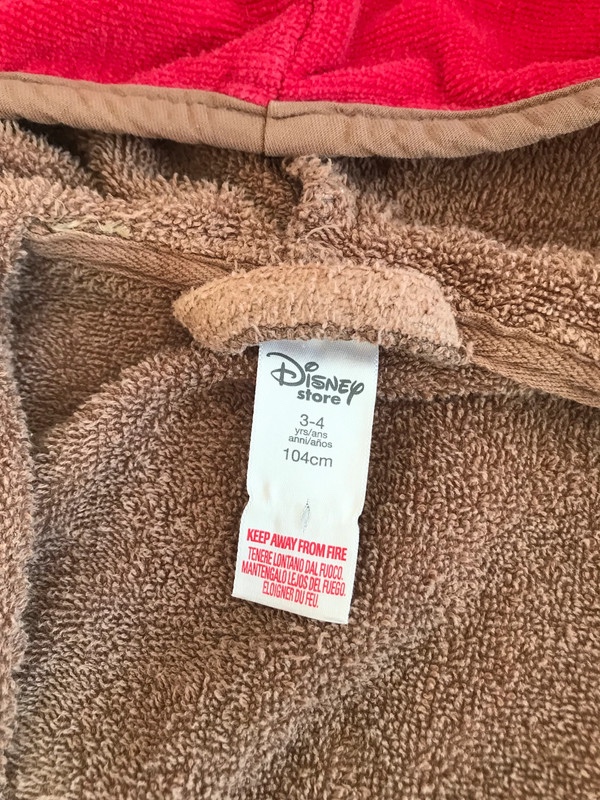 Disney
store
3-4
yrs/ans
anni/años
104cm
KEEP AWAY FROM FIRE
TENERE LONTANO DAL FUOCO.
MANTENGALO LEJOS DEL FUEGO.
ELOIGNER DU FEU.